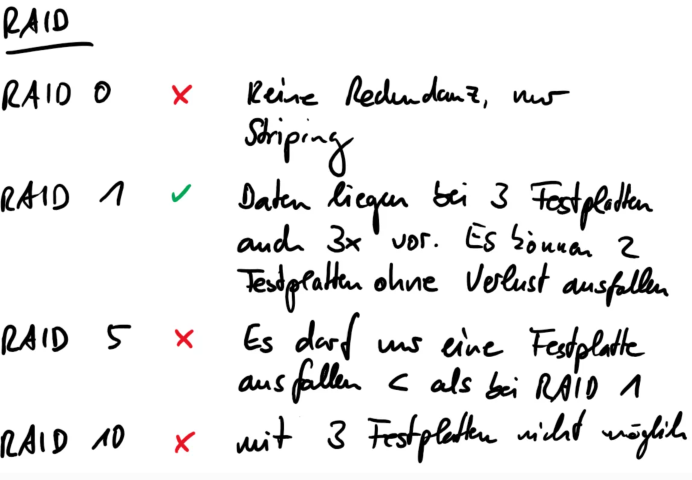 RAID
RAID 0 ✗ Keine Redundanz, nur
Striping
RAID 1 ✓ Daten liegen bei 3 Festplatten
auch 3x vor. Es können 2
Festplatten ohne Verlust ausfallen
RAID 5 ✗ Es darf nur eine Festplatte
ausfallen < als bei RAID 1
RAID 10 ✗ mit 3 Festplatten nicht möglich